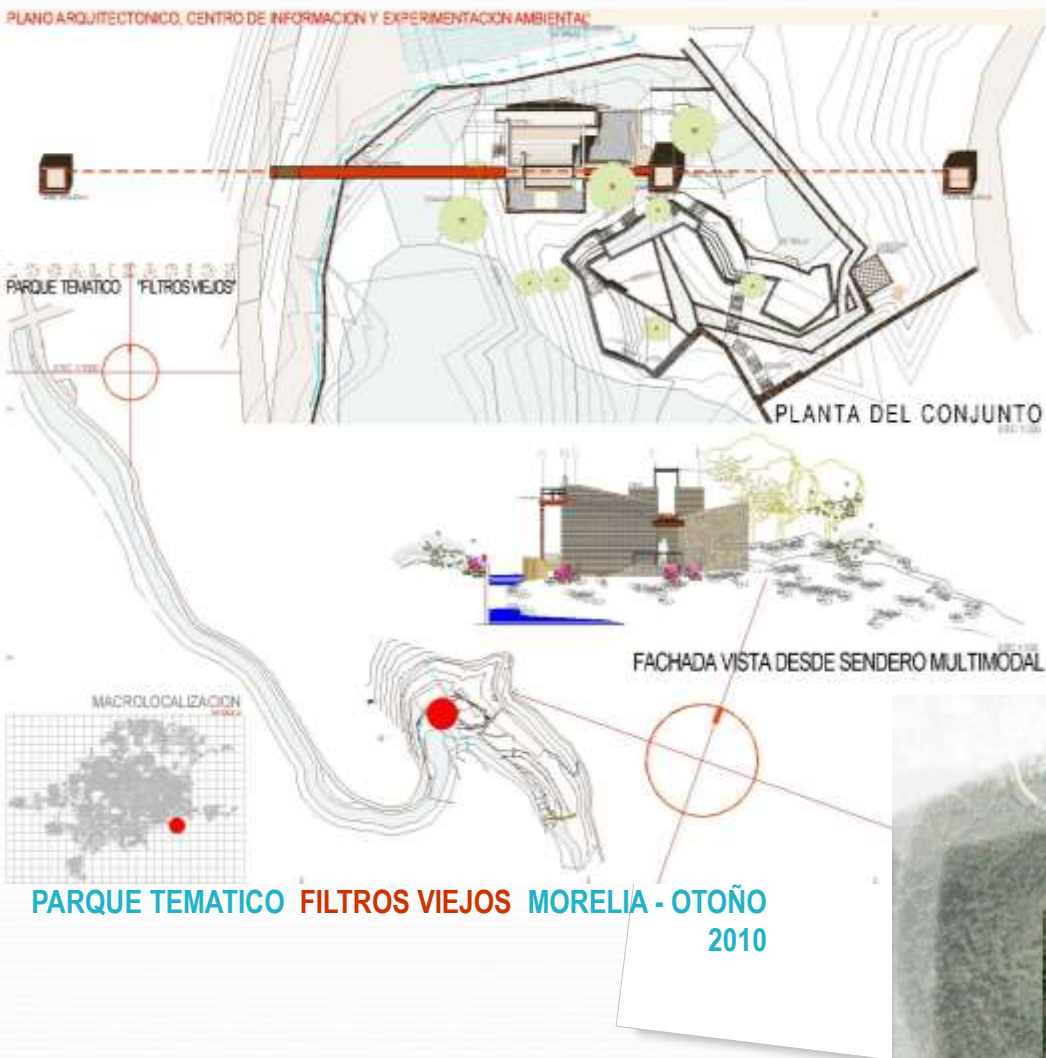 PLANO ARQUITECTONICO, CENTRO DE INFORMACION Y EXPERIMENTACION AMBIENTAL
LOCALIZACION
PARQUE TEMATICO "FILTROS VIEJOS"
PLANTA DEL CONJUNTO
FACHADA VISTA DESDE SENDERO MULTIMODAL
MACROLOCALIZACION
PARQUE TEMATICO FILTROS VIEJOS MORELIA - OTOÑO
2010